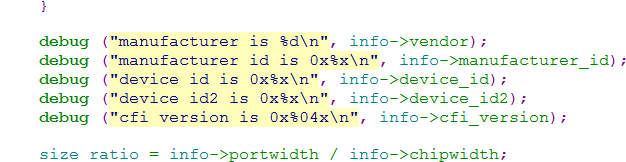 }
debug ("manufacturer is %d\n", info->vendor);
debug ("manufacturer id is 0x%x\n", info->manufacturer_id);
debug ("device id is 0x%x\n", info->device_id);
debug ("device id2 is 0x%x\n", info->device_id2);
debug ("cfi version is 0x%04x\n", info->cfi_version);
size ratio = info->portwidth / info->chipwidth;